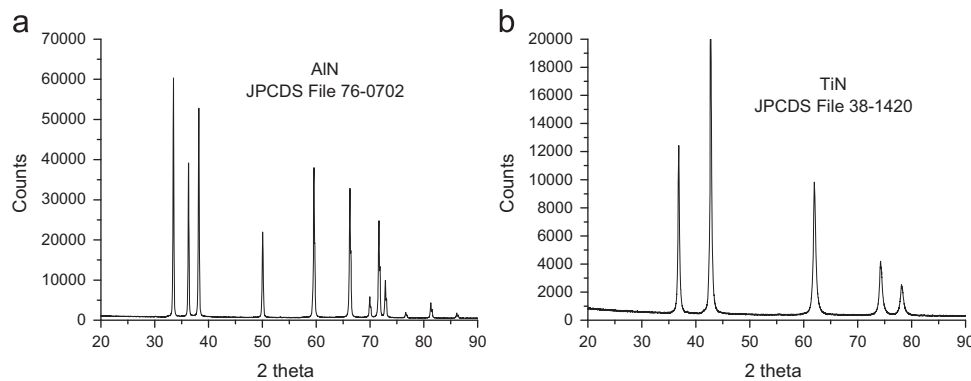 a
70000
60000
50000
40000
30000
20000
10000
0
Counts
AlN
JPCDS File 76-0702
20 30 40 50 60 70 80 90
2 theta
b
20000
18000
16000
14000
12000
10000
8000
6000
4000
2000
0
Counts
TiN
JPCDS File 38-1420
20 30 40 50 60 70 80 90
2 theta